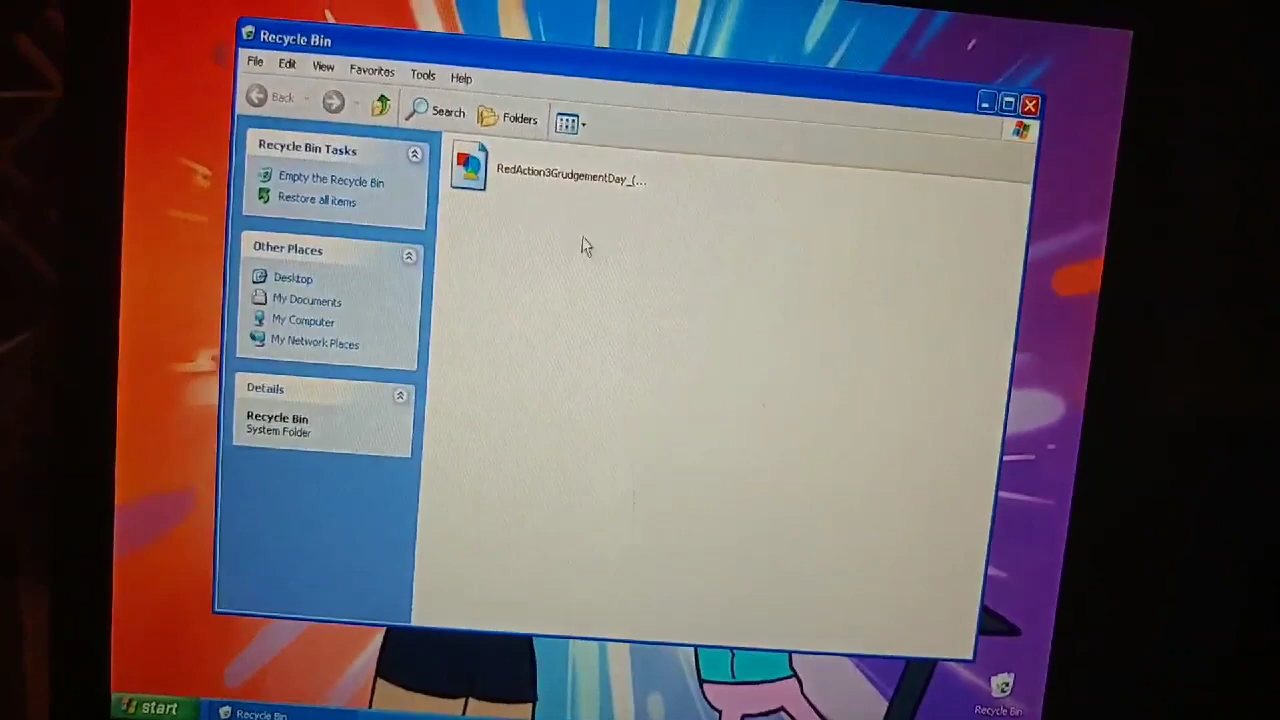 Recycle Bin
File Edit View Favorites Tools Help
Back Search Folders
Recycle Bin Tasks
Empty the Recycle Bin
Restore all items
Other Places
Desktop
My Documents
My Computer
My Network Places
Details
Recycle Bin
System Folder
RedAction3GrudgementDay_(...
Recycle Bin
start Recycle Bin